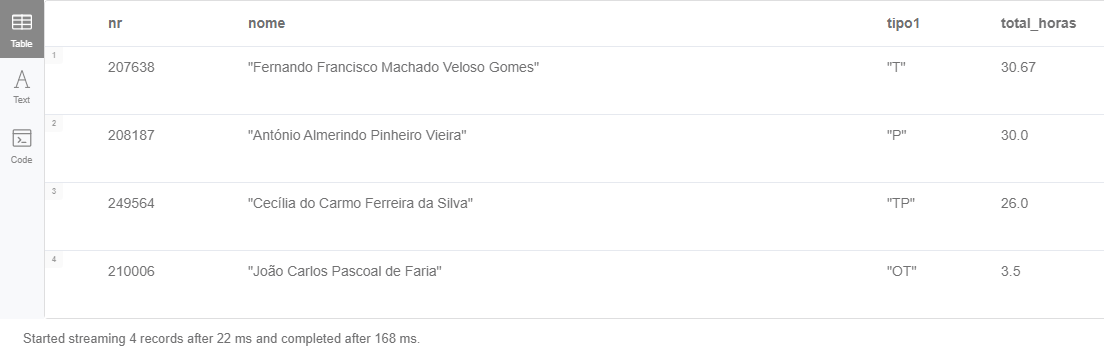 Table
Text
Code
nr nome tipo1 total_horas
1
207638 "Fernando Francisco Machado Veloso Gomes" "T" 30.67
2
208187 "António Almerindo Pinheiro Vieira" "P" 30.0
3
249564 "Cecília do Carmo Ferreira da Silva" "TP" 26.0
4
210006 "João Carlos Pascoal de Faria" "OT" 3.5
Started streaming 4 records after 22 ms and completed after 168 ms.